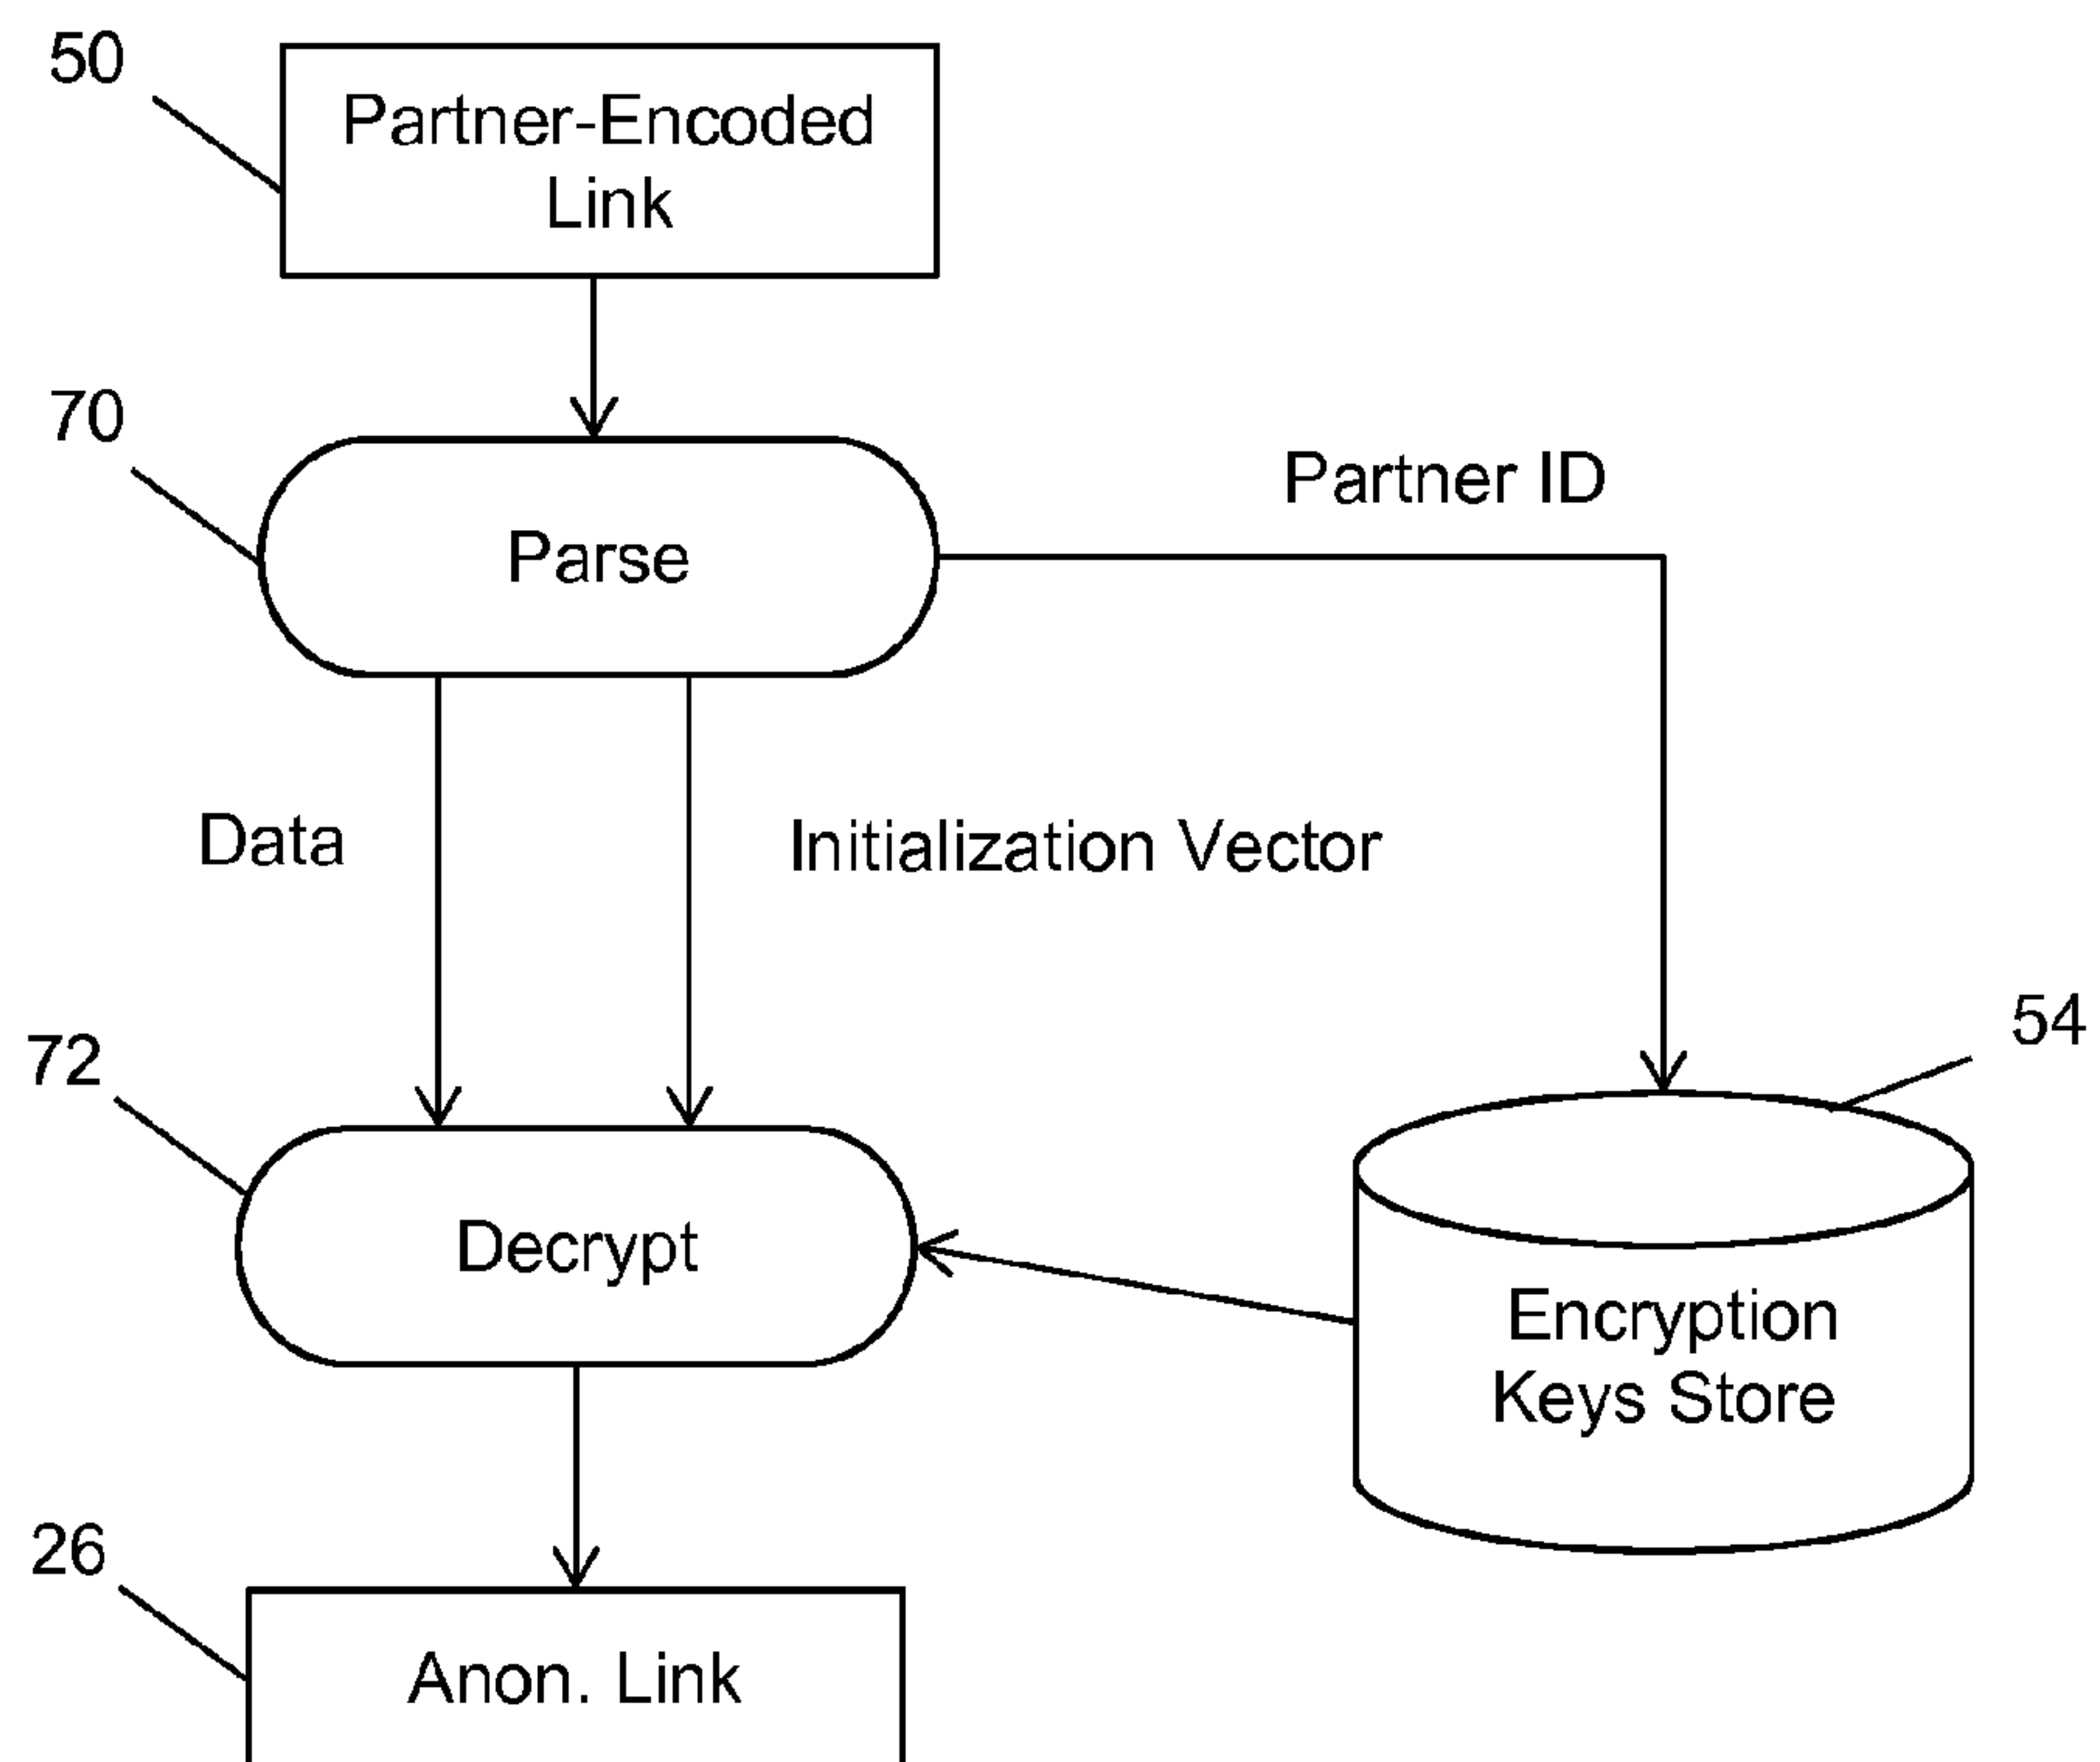 50
Partner-Encoded
Link
70
Partner ID
Parse
Data
Initialization Vector
72
54
Decrypt
Encryption
Keys Store
26
Anon. Link